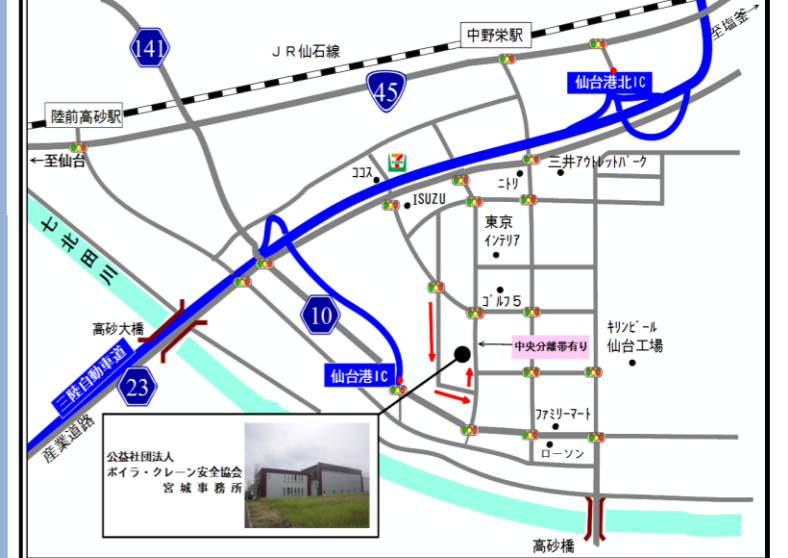 141
JR仙石線
中野栄駅
至塩釜
45
仙台港北IC
陸前高砂駅
←至仙台
ココス
7
ELEVEN
ISUZU
ニトリ
三井アウトレットパーク
七北田川
東京
インテリア
ゴルフ5
10
高砂大橋
中央分離帯有り
キリンビール
仙台工場
仙台港IC
三陸自動車道
23
産業道路
ファミリーマート
ローソン
公益社団法人
ボイラ・クレーン安全協会
宮城事務所
高砂橋